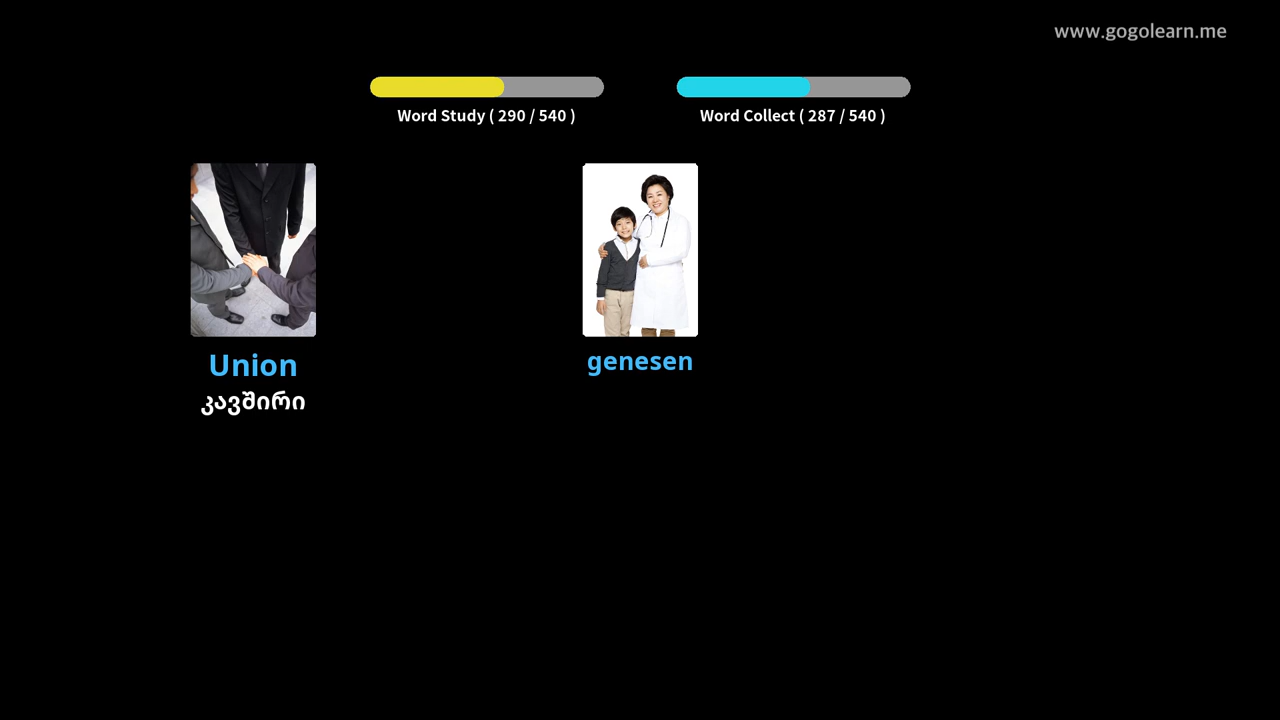 www.gogolearn.me
Word Study ( 290 / 540 )
Word Collect ( 287 / 540 )
Union
კავშირი
genesen